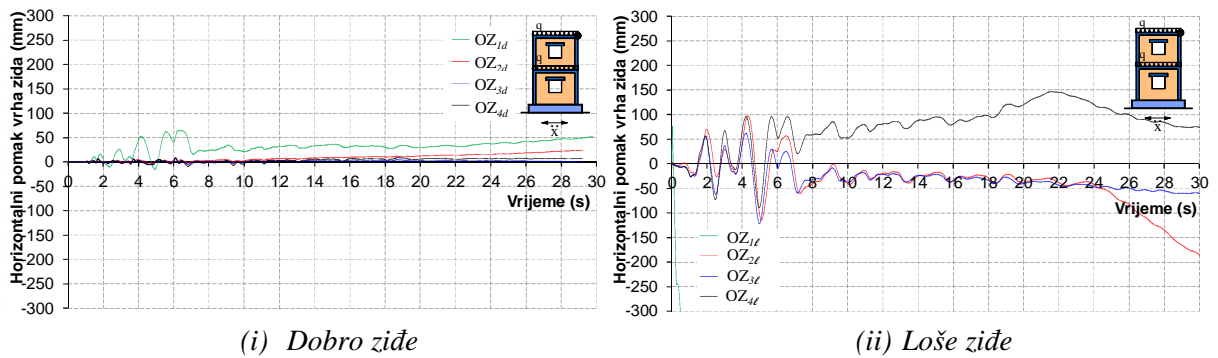 Horizontalni pomak vrha zida (mm)
300
250
200
150
100
50
0
-50
-100
-150
-200
-250
-300
0 2 4 6 8 10 12 14 16 18 20 22 24 26 28 30
Vrijeme (s)
OZ1d
OZ2d
OZ3d
OZ4d
q
q
ẍ
(i) Dobro ziđe
Horizontalni pomak vrha zida (mm)
300
250
200
150
100
50
0
-50
-100
-150
-200
-250
-300
0 2 4 6 8 10 12 14 16 18 20 22 24 26 28 30
Vrijeme (s)
OZ1ℓ
OZ2ℓ
OZ3ℓ
OZ4ℓ
q
q
ẍ
(ii) Loše ziđe